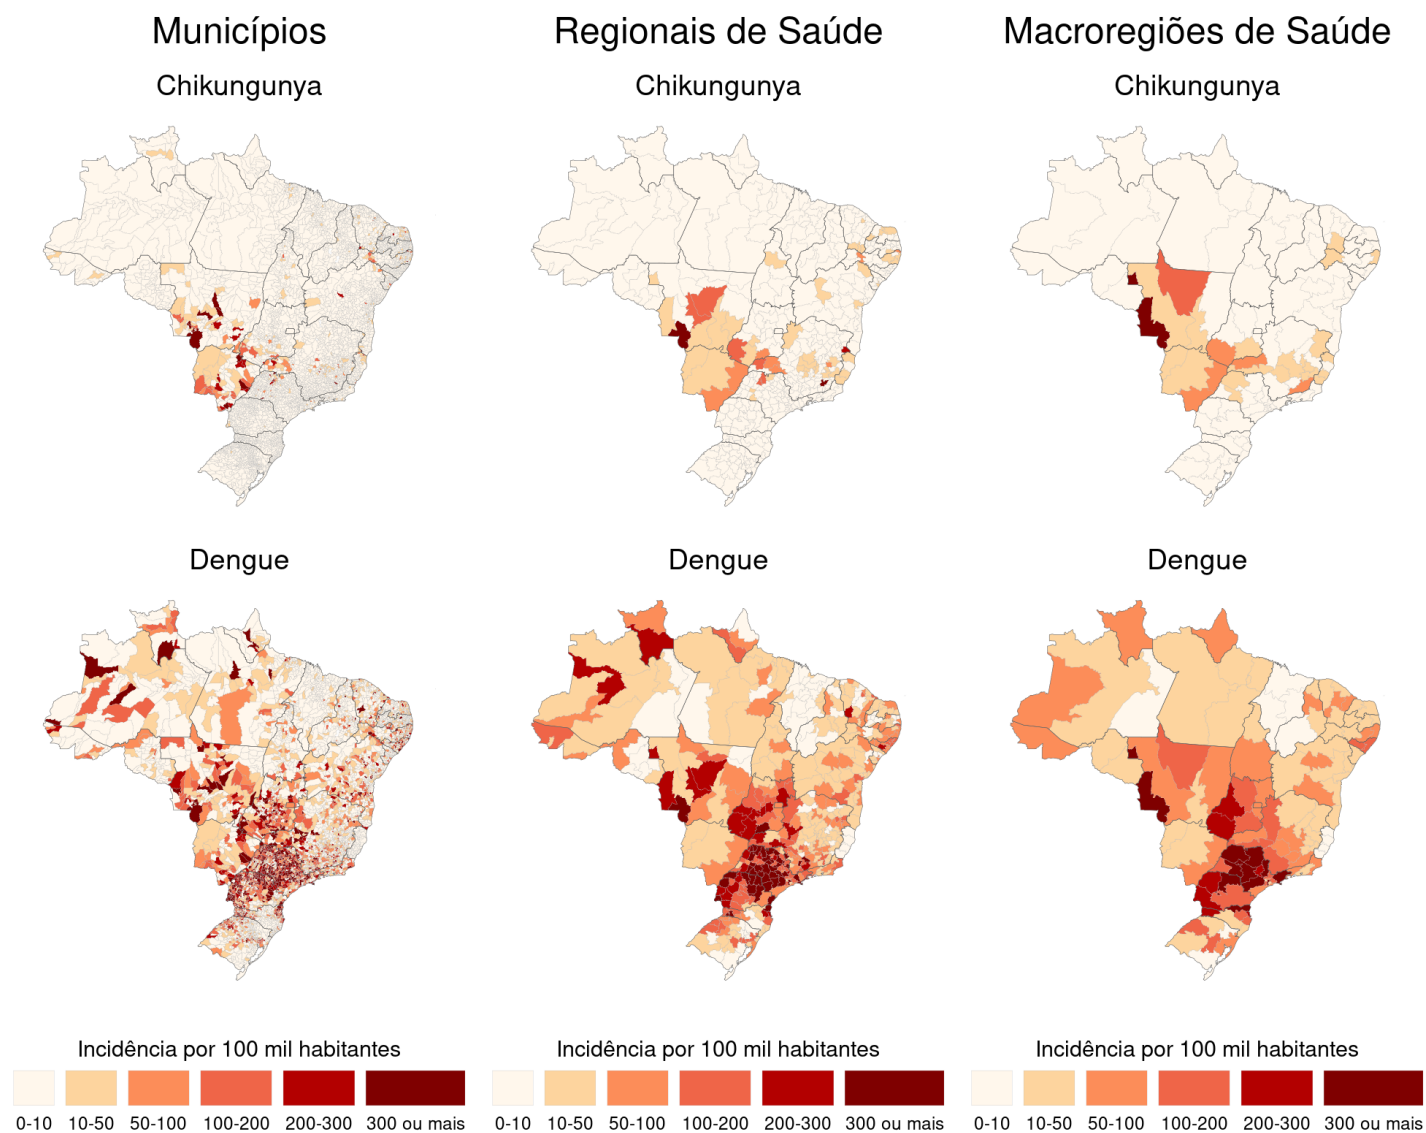 Municípios
Regionais de Saúde
Macroregiões de Saúde
Chikungunya
Chikungunya
Chikungunya
Dengue
Dengue
Dengue
Incidência por 100 mil habitantes
Incidência por 100 mil habitantes
Incidência por 100 mil habitantes
0-10 10-50 50-100 100-200 200-300 300 ou mais
0-10 10-50 50-100 100-200 200-300 300 ou mais
0-10 10-50 50-100 100-200 200-300 300 ou mais